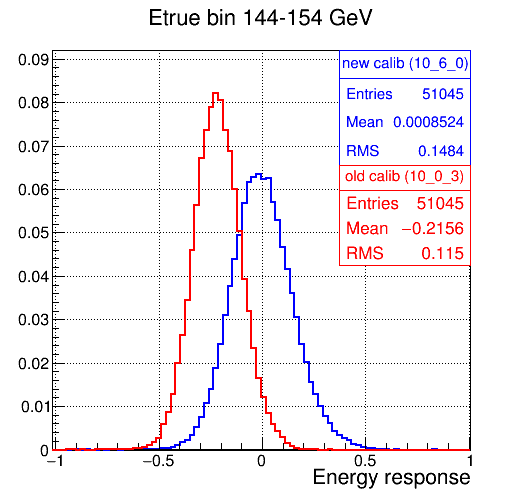 Etrue bin 144-154 GeV
new calib (10_6_0)
Entries 51045
Mean 0.0008524
RMS 0.1484
old calib (10_0_3)
Entries 51045
Mean −0.2156
RMS 0.115
0.09
0.08
0.07
0.06
0.05
0.04
0.03
0.02
0.01
0
−1 −0.5 0 0.5 1
Energy response